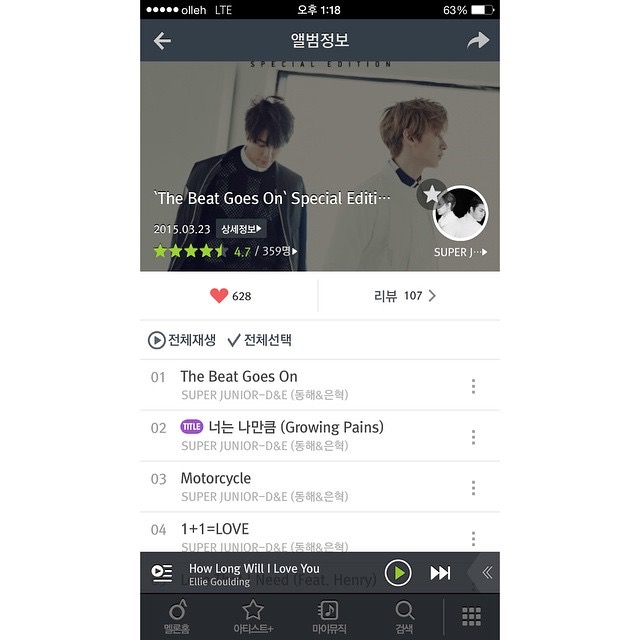 olleh LTE 오후 1:18 63%
앨범정보
SPECIAL EDITION
`The Beat Goes On` Special Editi…
2015.03.23 상세정보
4.7 / 359명
SUPER J…
628
리뷰 107
전체재생 전체선택
01 The Beat Goes On
SUPER JUNIOR-D&E (동해&은혁)
02 TITLE 너는 나만큼 (Growing Pains)
SUPER JUNIOR-D&E (동해&은혁)
03 Motorcycle
SUPER JUNIOR-D&E (동해&은혁)
04 1+1=LOVE
SUPER JUNIOR-D&E (동해&은혁)
How Long Will I Love You
Ellie Goulding
Need (Feat. Henry)
멜론홈 아티스트+ 마이뮤직 검색